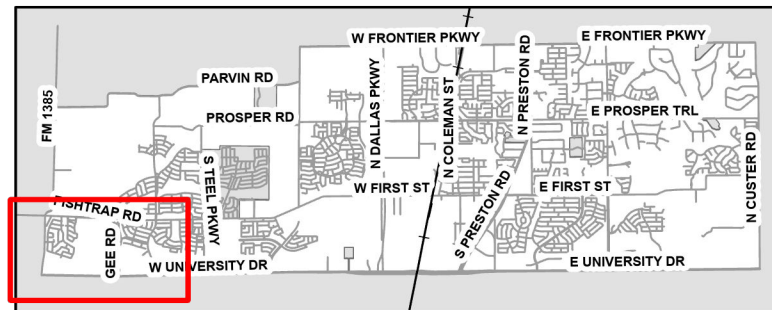 W FRONTIER PKWY
E FRONTIER PKWY
PARVIN RD
FM 1385
PROSPER RD
N DALLAS PKWY
N COLEMAN ST
N PRESTON RD
E PROSPER TRL
S TEEL PKWY
W FIRST ST
E FIRST ST
N CUSTER RD
FISHTRAP RD
GEE RD
S PRESTON RD
W UNIVERSITY DR
E UNIVERSITY DR